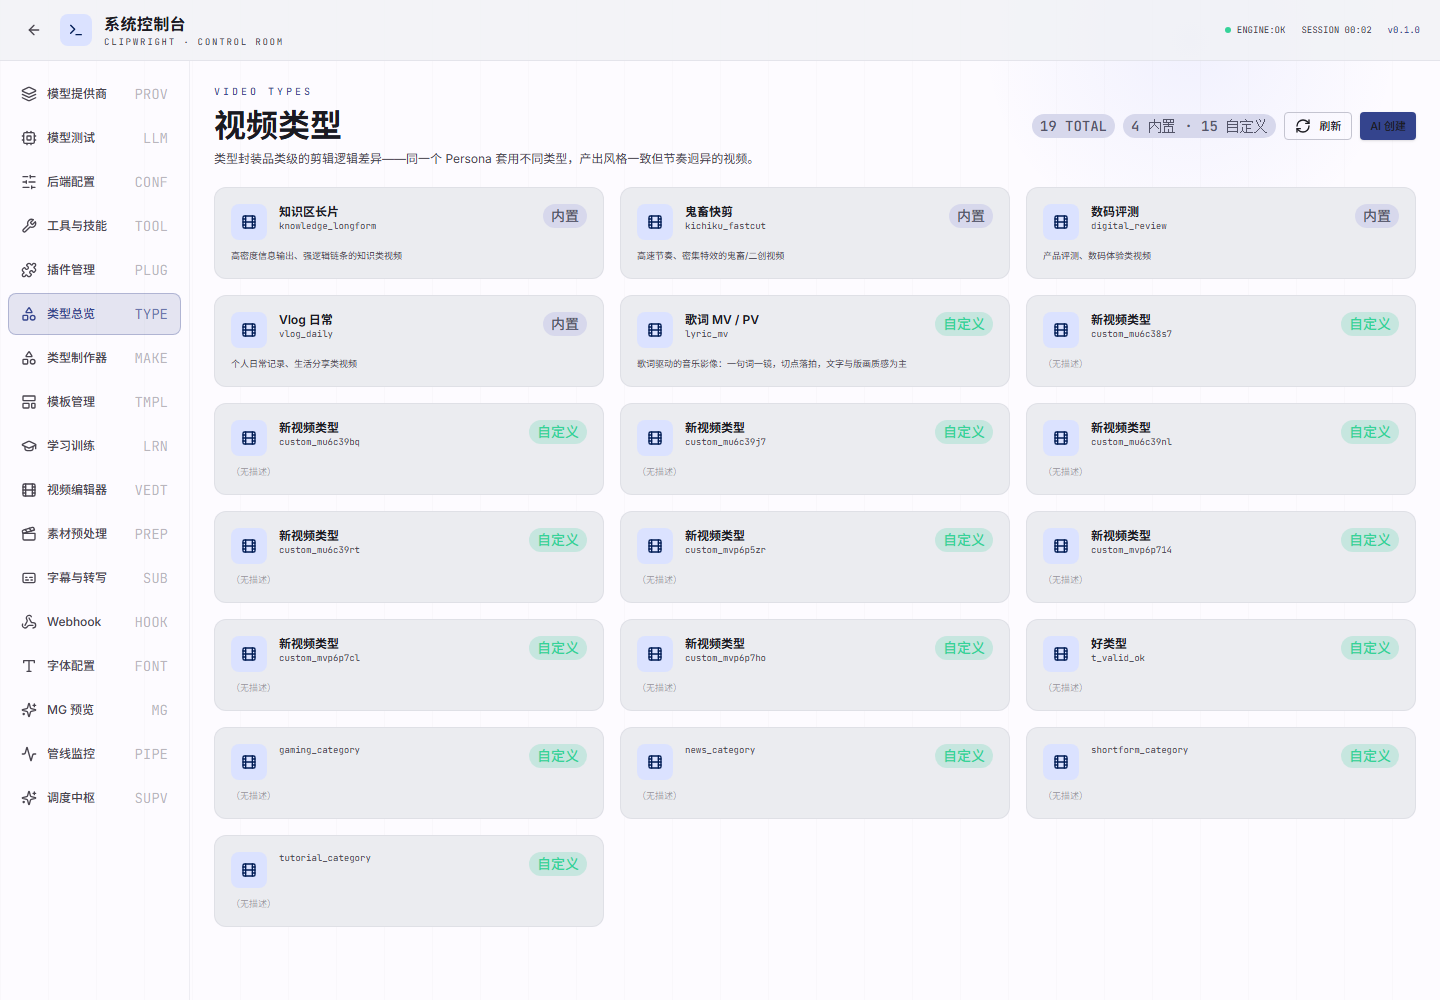 系统控制台
CLIPWRIGHT · CONTROL ROOM
ENGINE:OK SESSION 00:02 v0.1.0
模型提供商 PROV
模型测试 LLM
后端配置 CONF
工具与技能 TOOL
插件管理 PLUG
类型总览 TYPE
类型制作器 MAKE
模板管理 TMPL
学习训练 LRN
视频编辑器 VEDT
素材预处理 PREP
字幕与转写 SUB
Webhook HOOK
字体配置 FONT
MG 预览 MG
管线监控 PIPE
调度中枢 SUPV
VIDEO TYPES
视频类型
类型封装品类级的剪辑逻辑差异——同一个 Persona 套用不同类型，产出风格一致但节奏迥异的视频。
19 TOTAL 4 内置 · 15 自定义 刷新 AI 创建
知识区长片 内置
knowledge_longform
高密度信息输出、强逻辑链条的知识类视频
鬼畜快剪 内置
kichiku_fastcut
高速节奏、密集特效的鬼畜/二创视频
数码评测 内置
digital_review
产品评测、数码体验类视频
Vlog 日常 内置
vlog_daily
个人日常记录、生活分享类视频
歌词 MV / PV 自定义
lyric_mv
歌词驱动的音乐影像：一句词一镜，切点落拍，文字与版画质感为主
新视频类型 自定义
custom_mu6c38s7
（无描述）
新视频类型 自定义
custom_mu6c39bq
（无描述）
新视频类型 自定义
custom_mu6c39j7
（无描述）
新视频类型 自定义
custom_mu6c39nl
（无描述）
新视频类型 自定义
custom_mu6c39rt
（无描述）
新视频类型 自定义
custom_mvp6p5zr
（无描述）
新视频类型 自定义
custom_mvp6p714
（无描述）
新视频类型 自定义
custom_mvp6p7cl
（无描述）
新视频类型 自定义
custom_mvp6p7ho
（无描述）
好类型 自定义
t_valid_ok
（无描述）
gaming_category 自定义
（无描述）
news_category 自定义
（无描述）
shortform_category 自定义
（无描述）
tutorial_category 自定义
（无描述）